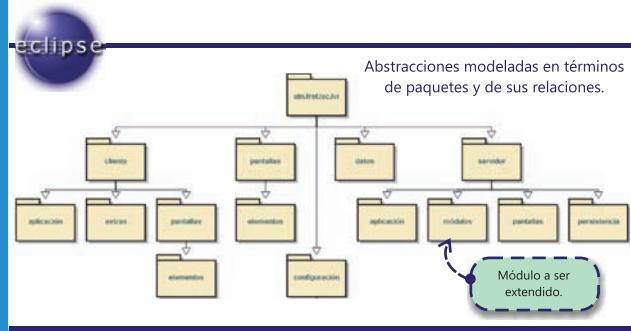 eclipse
Abstracciones modeladas en términos
de paquetes y de sus relaciones.
cliente
pantallas
datos
servidor
aplicación
extras
pantallas
elementos
aplicación
módulos
pantallas
persistencia
elementos
configuración
Módulo a ser
extendido.